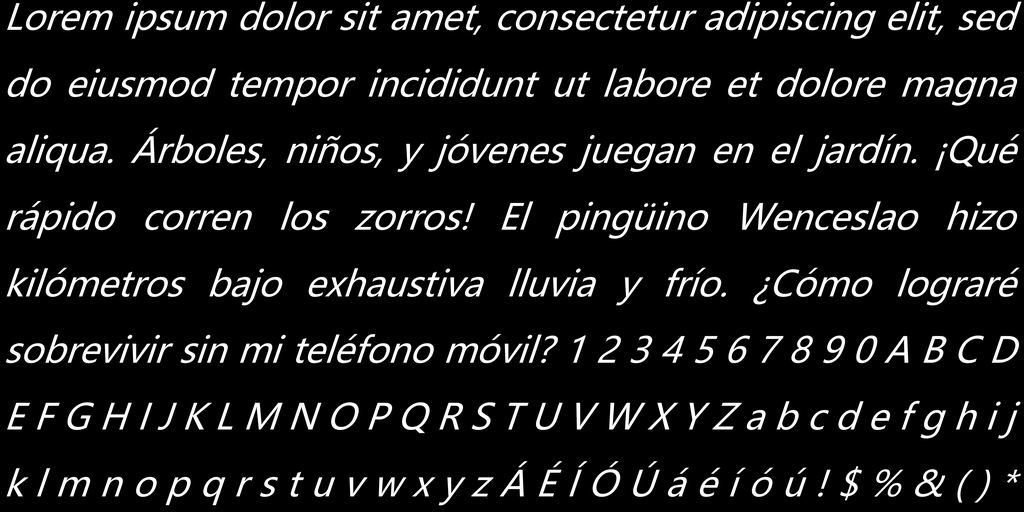 Lorem ipsum dolor sit amet, consectetur adipiscing elit, sed
do eiusmod tempor incididunt ut labore et dolore magna
aliqua. Árboles, niños, y jóvenes juegan en el jardín. ¡Qué
rápido corren los zorros! El pingüino Wenceslao hizo
kilómetros bajo exhaustiva lluvia y frío. ¿Cómo lograré
sobrevivir sin mi teléfono móvil? 1 2 3 4 5 6 7 8 9 0 A B C D
E F G H I J K L M N O P Q R S T U V W X Y Z a b c d e f g h i j
k l m n o p q r s t u v w x y z Á É Í Ó Ú á é í ó ú ! $ % & ( ) *